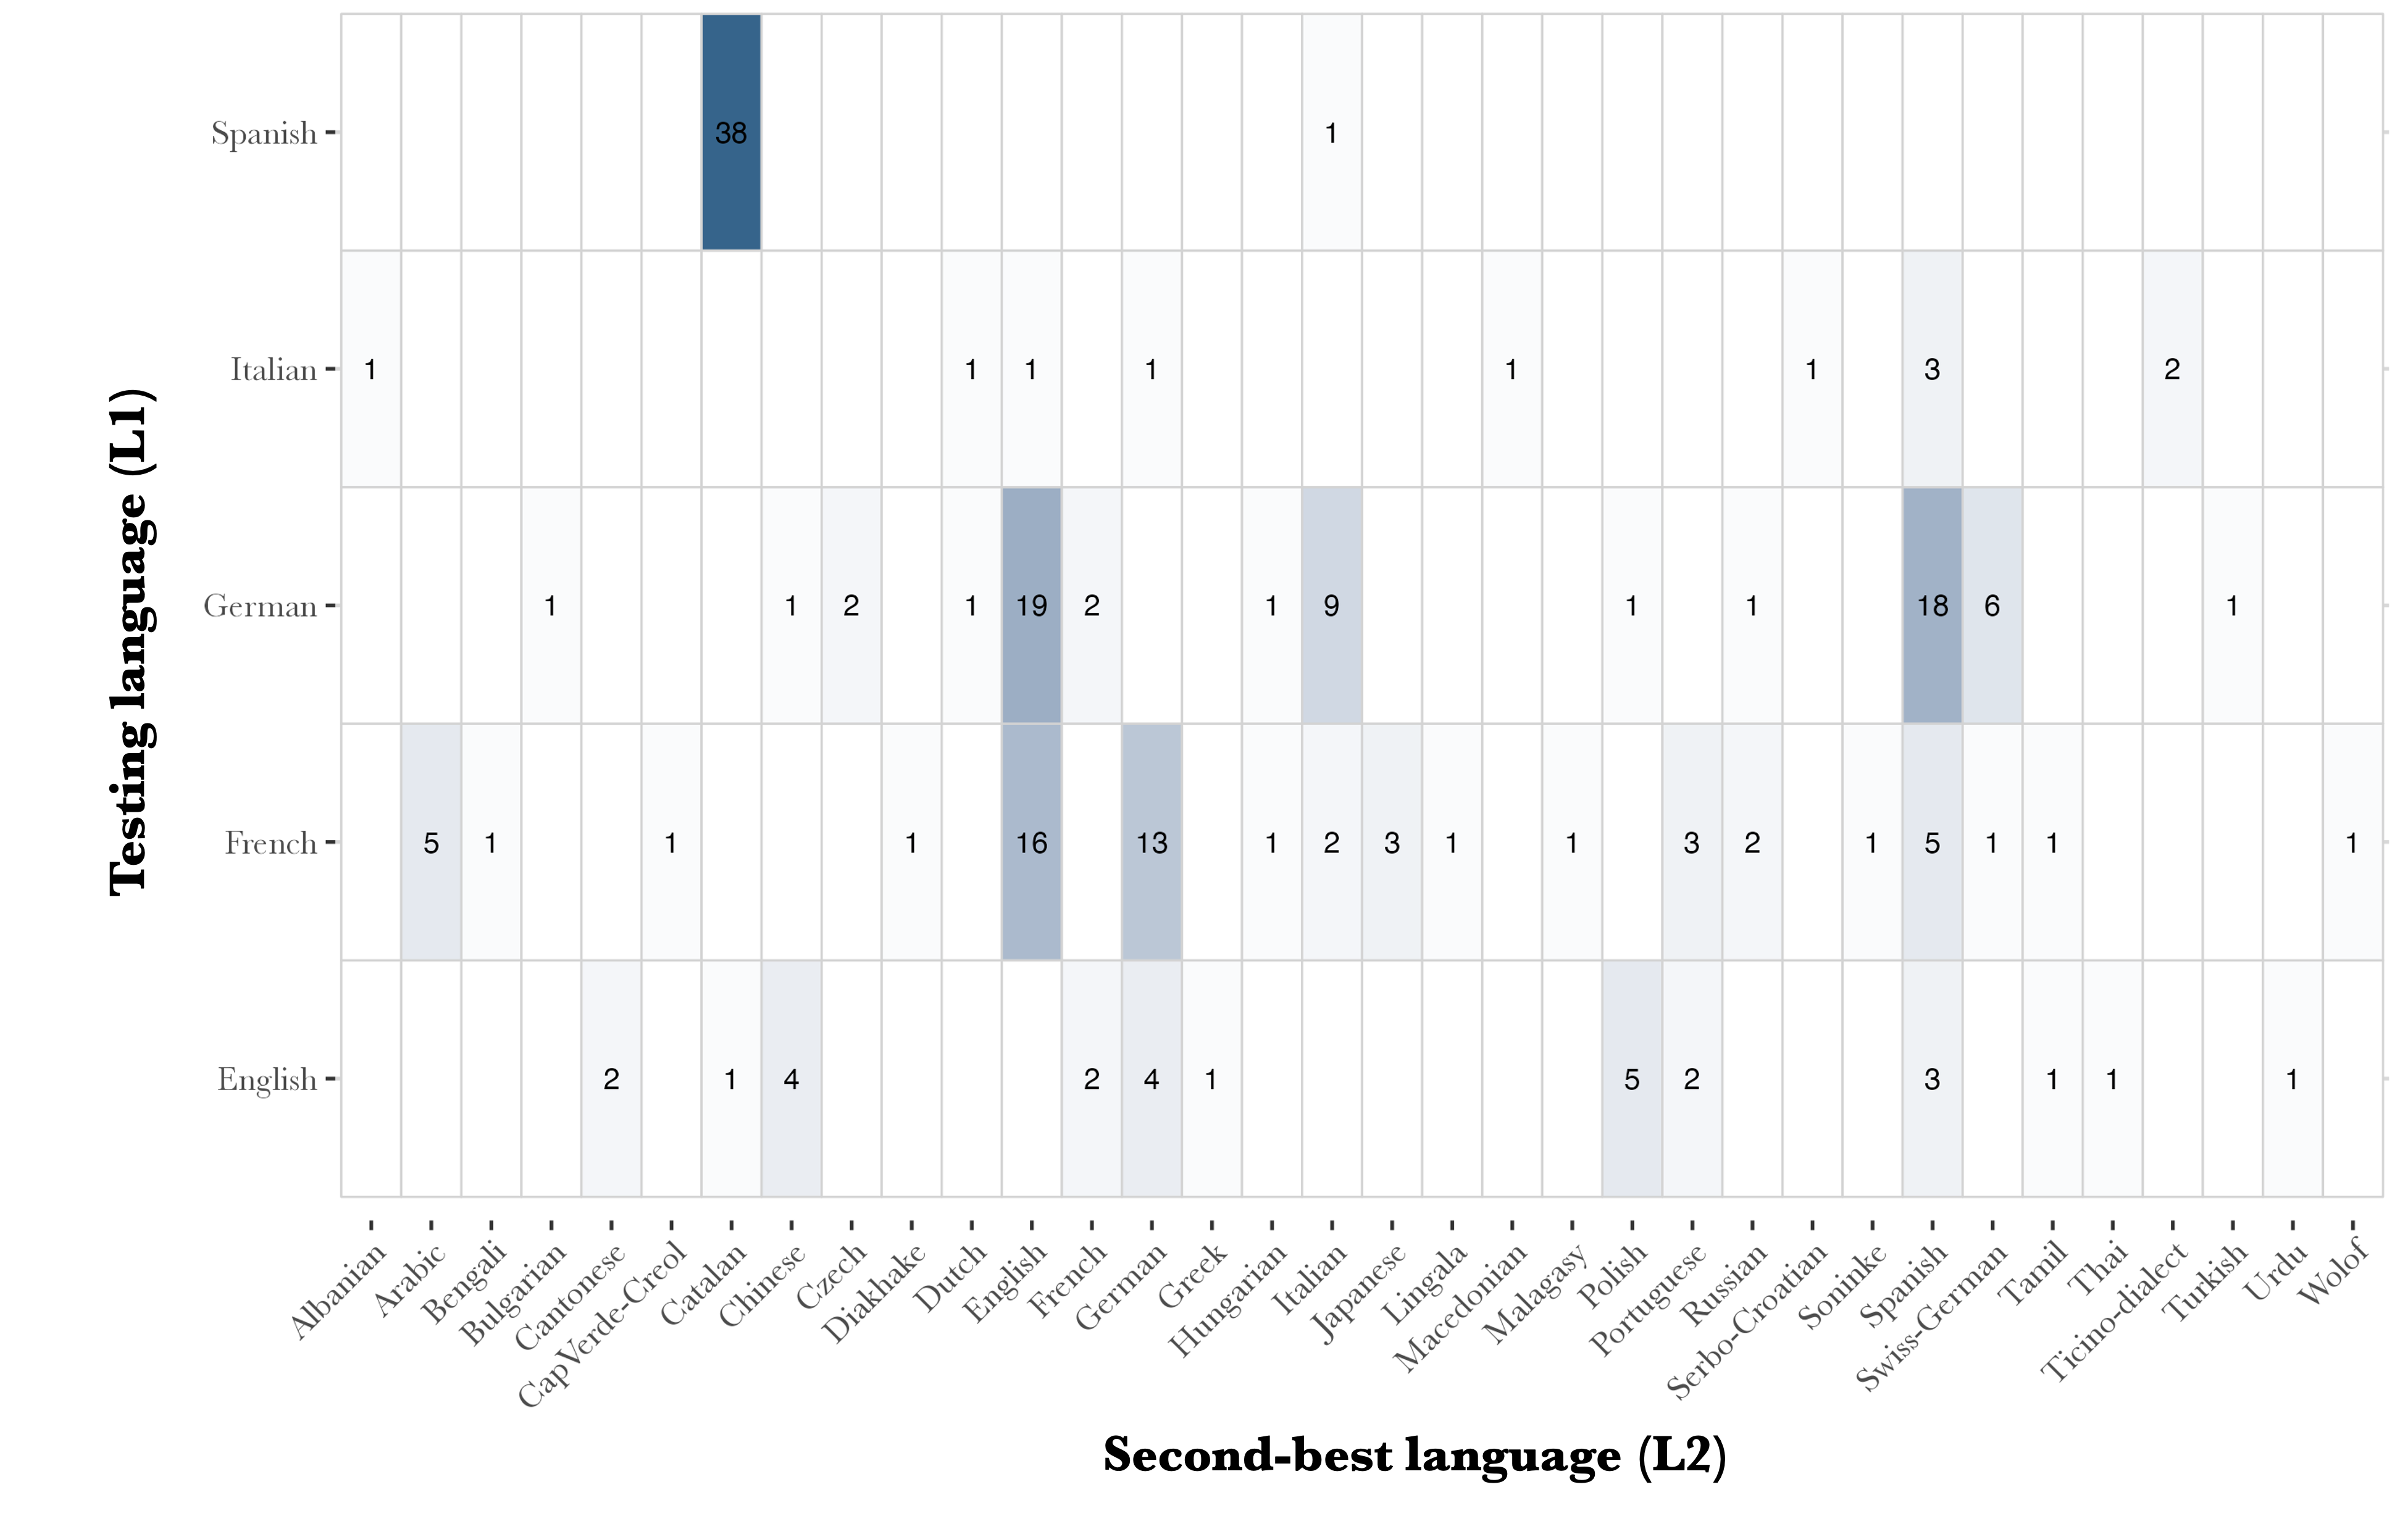 Testing language (L1)
Spanish 38 1
Italian 1 1 1 1 1 1 3 2
German 1 1 2 1 19 2 1 9 1 1 18 6 1
French 5 1 1 1 16 13 1 2 3 1 1 3 2 1 5 1 1 1
English 2 1 4 2 4 1 5 2 3 1 1 1
Albanian
Arabic
Bengali
Bulgarian
Cantonese
CapVerde-Creol
Catalan
Chinese
Czech
Diakhake
Dutch
English
French
German
Greek
Hungarian
Italian
Japanese
Lingala
Macedonian
Malagasy
Polish
Portuguese
Russian
Serbo-Croatian
Soninke
Spanish
Swiss-German
Tamil
Thai
Ticino-dialect
Turkish
Urdu
Wolof
Second-best language (L2)